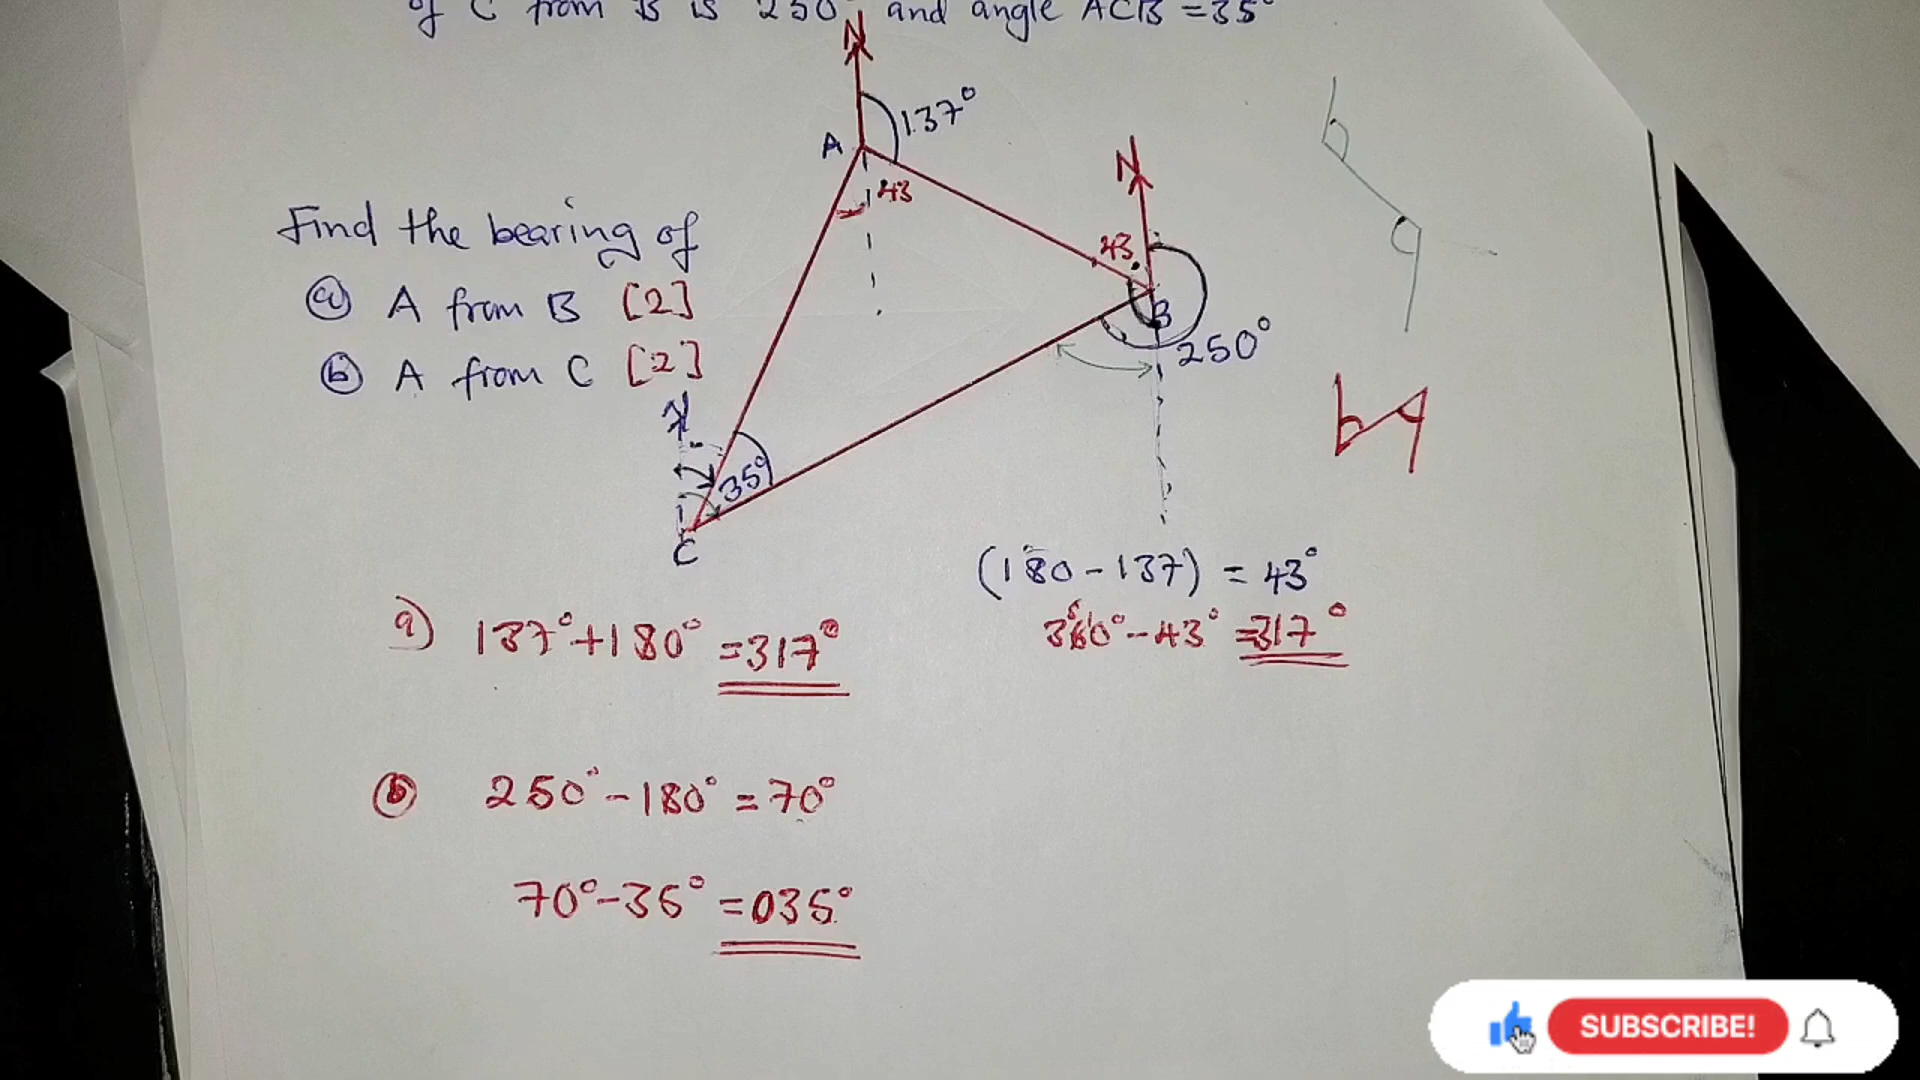 of C from B is 250° and angle ACB = 35°
N
137°
A
N
43
Find the bearing of
43
(a) A from B [2]
B
250°
(b) A from C [2]
N
35°
C
(180 - 137) = 43°
a) 137° + 180° = 317°
360° - 43° = 317°
(b) 250° - 180° = 70°
70° - 35° = 035°
SUBSCRIBE!